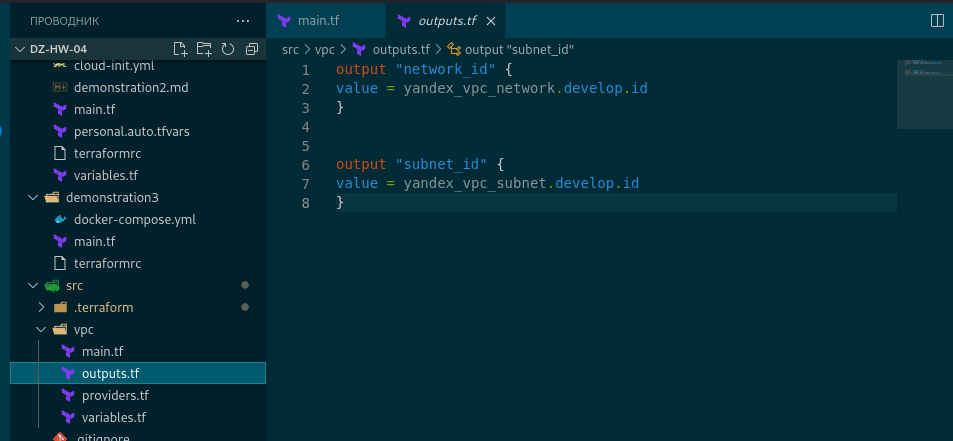 ПРОВОДНИК
DZ-HW-04
cloud-init.yml
demonstration2.md
main.tf
personal.auto.tfvars
terraformrc
variables.tf
demonstration3
docker-compose.yml
main.tf
terraformrc
src
.terraform
vpc
main.tf
outputs.tf
providers.tf
variables.tf
.gitignore
main.tf
outputs.tf
src > vpc > outputs.tf > output "subnet_id"
1 output "network_id" {
2 value = yandex_vpc_network.develop.id
3 }
4
5
6 output "subnet_id" {
7 value = yandex_vpc_subnet.develop.id
8 }